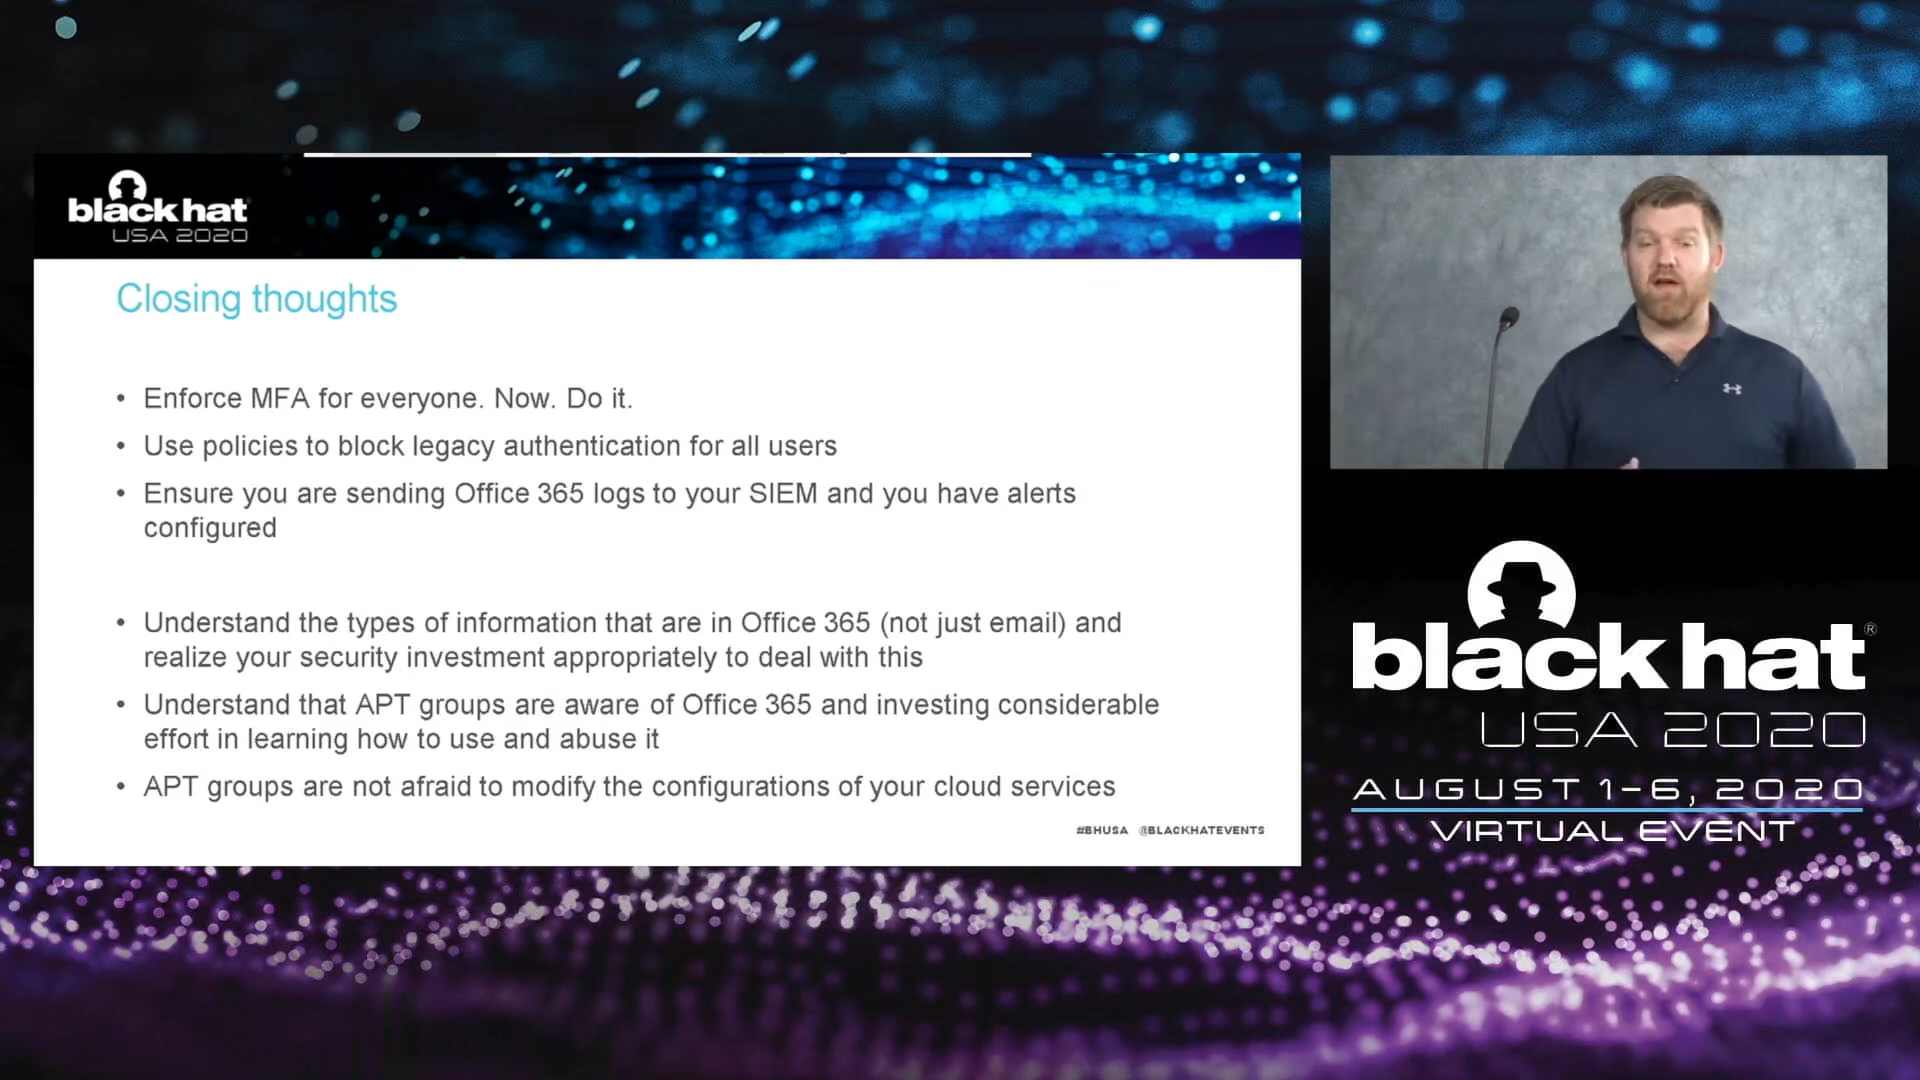 black hat
USA 2020
Closing thoughts
• Enforce MFA for everyone. Now. Do it.
• Use policies to block legacy authentication for all users
• Ensure you are sending Office 365 logs to your SIEM and you have alerts
configured
• Understand the types of information that are in Office 365 (not just email) and
realize your security investment appropriately to deal with this
• Understand that APT groups are aware of Office 365 and investing considerable
effort in learning how to use and abuse it
• APT groups are not afraid to modify the configurations of your cloud services
#BHUSA @BLACKHATEVENTS
black hat®
USA 2020
AUGUST 1-6, 2020
VIRTUAL EVENT